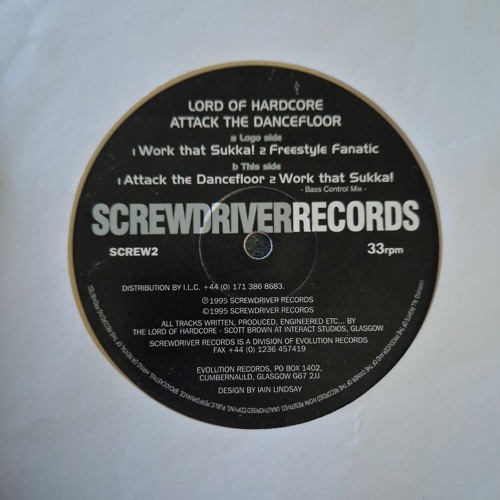 LORD OF HARDCORE
ATTACK THE DANCEFLOOR
a Logo side
1 Work that Sukka! 2 Freestyle Fanatic
b This side
1 Attack the Dancefloor 2 Work that Sukka!
- Bass Control Mix -
SCREWDRIVERRECORDS
SCREW2
33rpm
DISTRIBUTION BY I.L.C. +44 (0) 171 386 8683.
℗ 1995 SCREWDRIVER RECORDS
© 1995 SCREWDRIVER RECORDS
ALL TRACKS WRITTEN, PRODUCED, ENGINEERED ETC... BY
THE LORD OF HARDCORE - SCOTT BROWN AT INTERACT STUDIOS, GLASGOW
SCREWDRIVER RECORDS IS A DIVISION OF EVOLUTION RECORDS
FAX +44 (0) 1236 457419
EVOLUTION RECORDS, PO BOX 1402,
CUMBERNAULD, GLASGOW G67 2JJ
DESIGN BY IAIN LINDSAY